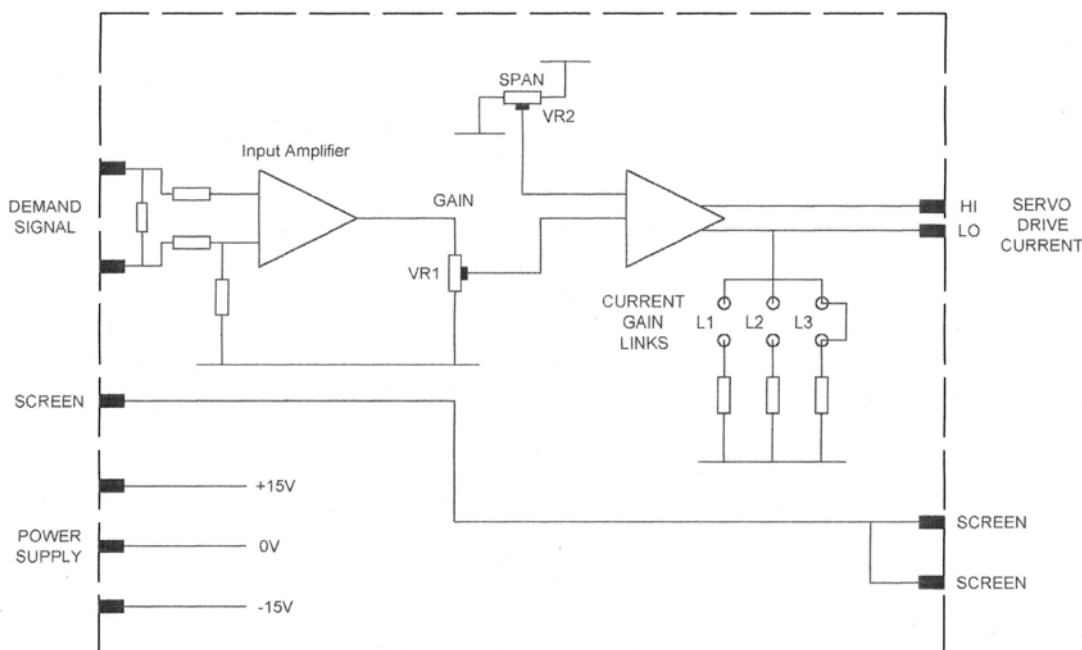 SPAN
VR2
Input Amplifier
DEMAND
SIGNAL
GAIN
VR1
HI
LO
SERVO
DRIVE
CURRENT
CURRENT
GAIN
LINKS
L1
L2
L3
SCREEN
+15V
POWER
SUPPLY
0V
-15V
SCREEN
SCREEN